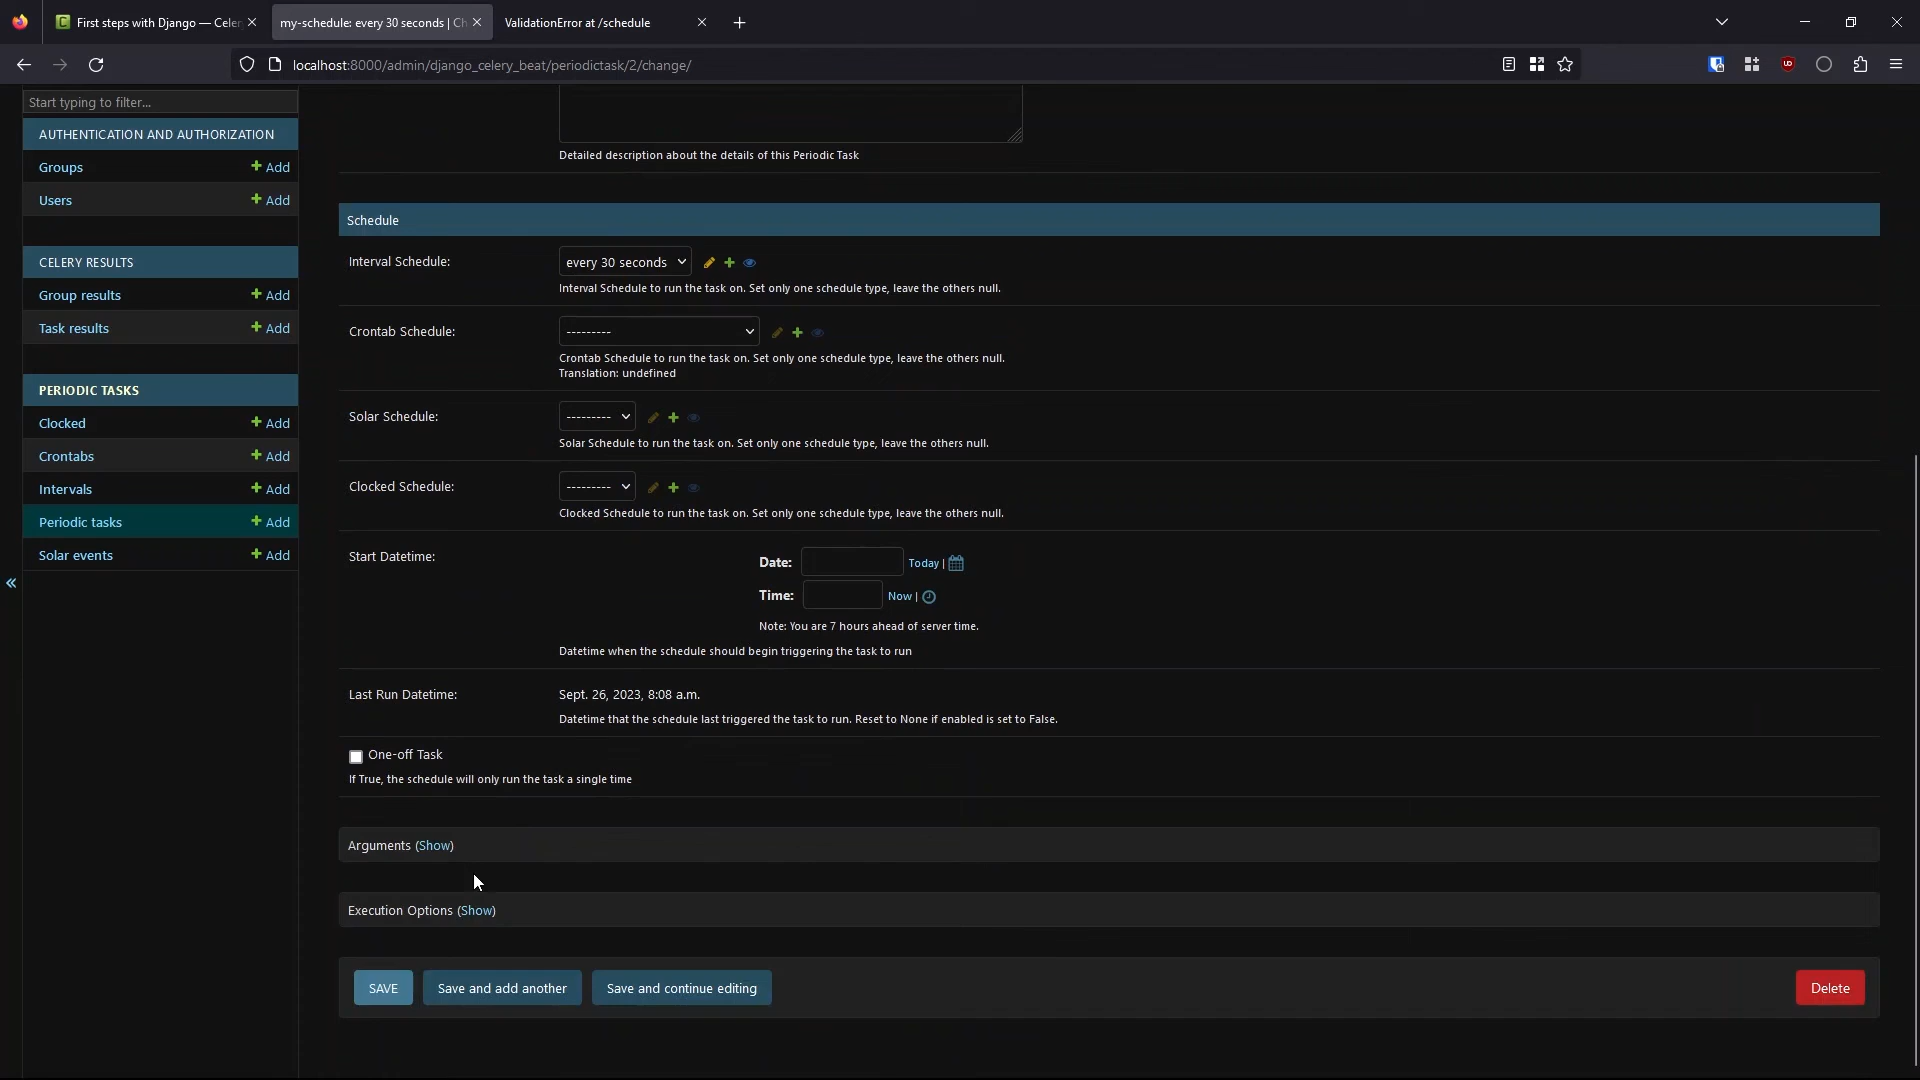 First steps with Django — Celer
my-schedule: every 30 seconds | Ch
ValidationError at /schedule
localhost:8000/admin/django_celery_beat/periodictask/2/change/
Start typing to filter...
AUTHENTICATION AND AUTHORIZATION
Groups + Add
Users + Add
CELERY RESULTS
Group results + Add
Task results + Add
PERIODIC TASKS
Clocked + Add
Crontabs + Add
Intervals + Add
Periodic tasks + Add
Solar events + Add
«
Detailed description about the details of this Periodic Task
Schedule
Interval Schedule: every 30 seconds
Interval Schedule to run the task on. Set only one schedule type, leave the others null.
Crontab Schedule: ---------
Crontab Schedule to run the task on. Set only one schedule type, leave the others null.
Translation: undefined
Solar Schedule: ---------
Solar Schedule to run the task on. Set only one schedule type, leave the others null.
Clocked Schedule: ---------
Clocked Schedule to run the task on. Set only one schedule type, leave the others null.
Start Datetime: Date: Today |
Time: Now |
Note: You are 7 hours ahead of server time.
Datetime when the schedule should begin triggering the task to run
Last Run Datetime: Sept. 26, 2023, 8:08 a.m.
Datetime that the schedule last triggered the task to run. Reset to None if enabled is set to False.
One-off Task
If True, the schedule will only run the task a single time
Arguments (Show)
Execution Options (Show)
SAVE Save and add another Save and continue editing Delete